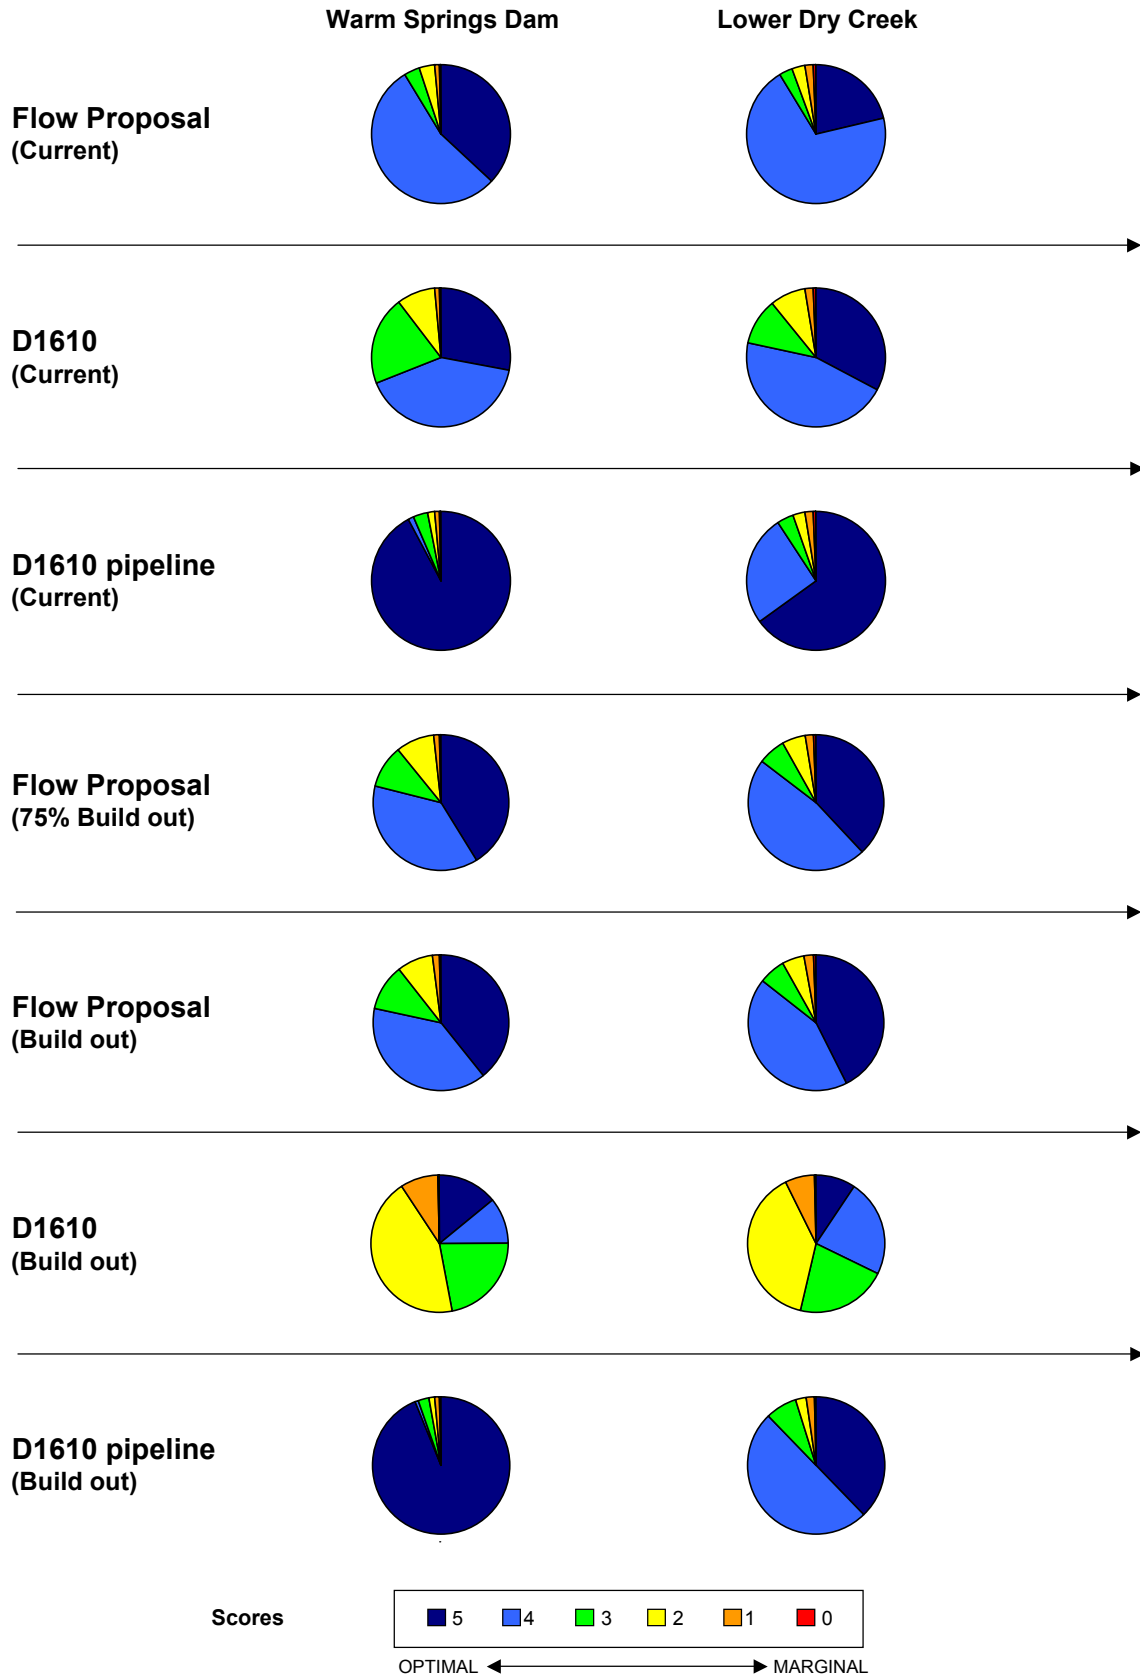 Warm Springs Dam Lower Dry Creek
Flow Proposal
(Current)
D1610
(Current)
D1610 pipeline
(Current)
Flow Proposal
(75% Build out)
Flow Proposal
(Build out)
D1610
(Build out)
D1610 pipeline
(Build out)
Scores 5 4 3 2 1 0
OPTIMAL MARGINAL